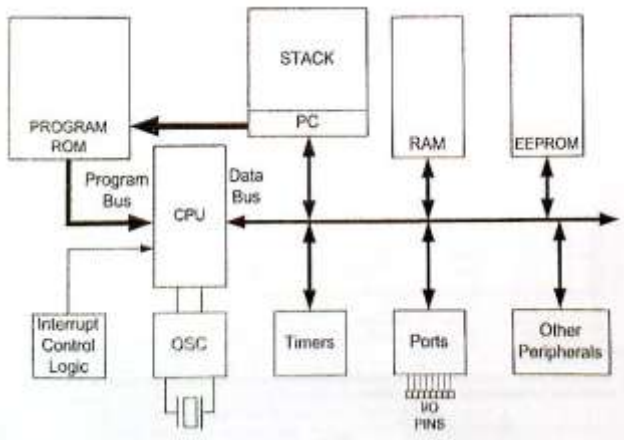 STACK
PC
PROGRAM
ROM
RAM
EEPROM
Program
Bus
CPU
Data
Bus
Interrupt
Control
Logic
OSC
Timers
Ports
Other
Peripherals
I/O
PINS